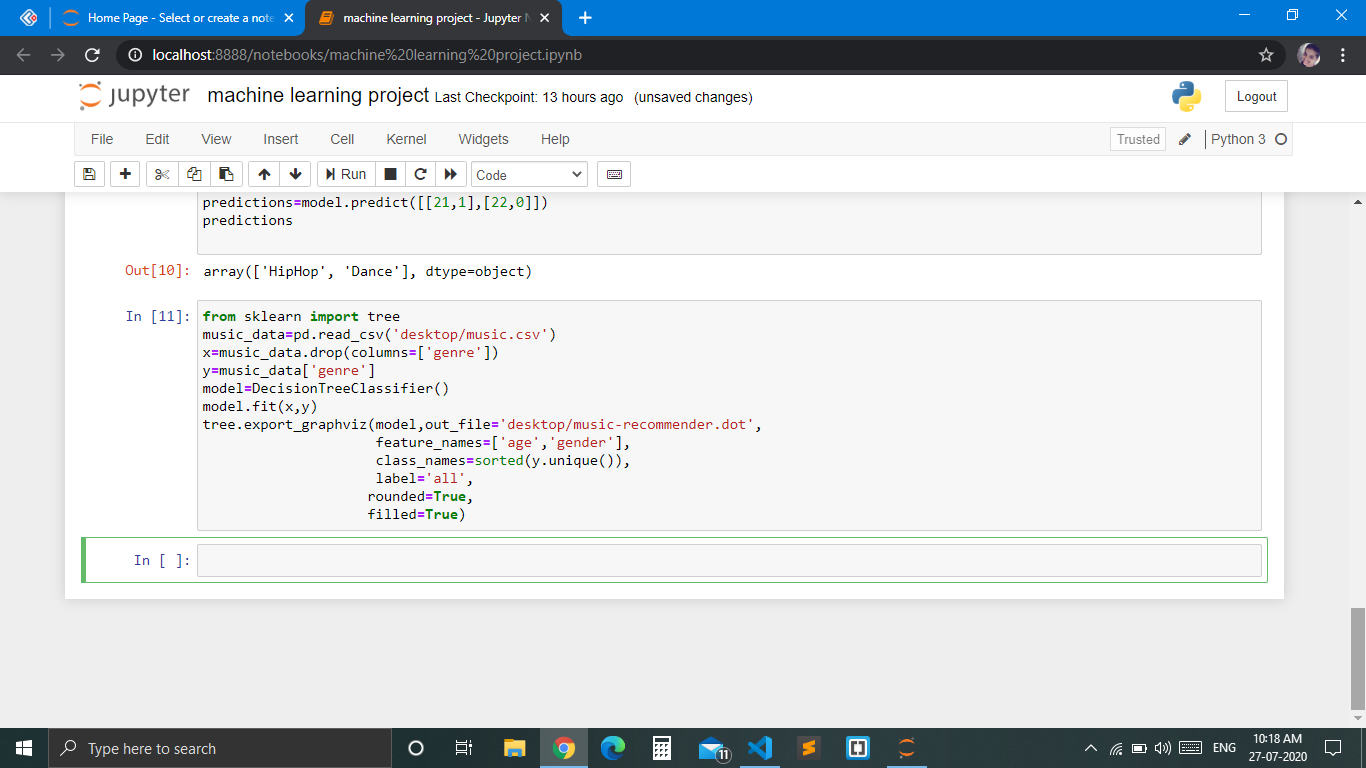 Home Page - Select or create a note
machine learning project - Jupyter N
localhost:8888/notebooks/machine%20learning%20project.ipynb
jupyter machine learning project Last Checkpoint: 13 hours ago (unsaved changes)
Logout
File Edit View Insert Cell Kernel Widgets Help
Trusted
Python 3
Run
Code
predictions=model.predict([[21,1],[22,0]])
predictions
Out[10]: array(['HipHop', 'Dance'], dtype=object)
In [11]: from sklearn import tree
music_data=pd.read_csv('desktop/music.csv')
x=music_data.drop(columns=['genre'])
y=music_data['genre']
model=DecisionTreeClassifier()
model.fit(x,y)
tree.export_graphviz(model,out_file='desktop/music-recommender.dot',
feature_names=['age','gender'],
class_names=sorted(y.unique()),
label='all',
rounded=True,
filled=True)
In [ ]:
Type here to search
11
ENG
10:18 AM
27-07-2020